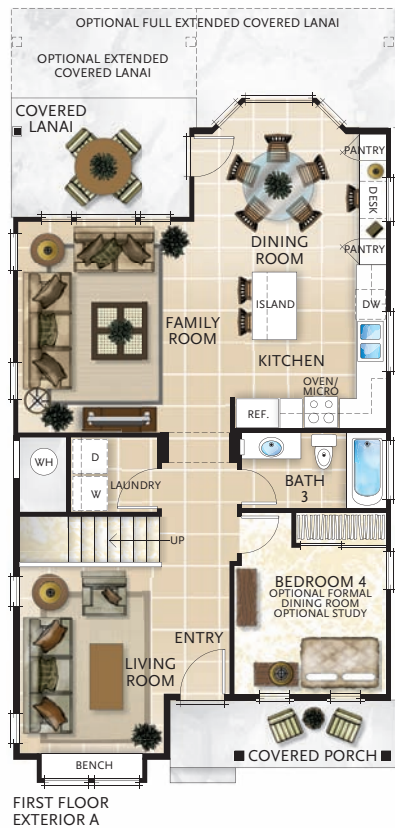 OPTIONAL FULL EXTENDED COVERED LANAI
OPTIONAL EXTENDED
COVERED LANAI
COVERED
LANAI
PANTRY
DESK
PANTRY
DINING
ROOM
ISLAND
DW
FAMILY
ROOM
KITCHEN
OVEN/
MICRO
REF.
WH
D
W
LAUNDRY
BATH
3
UP
BEDROOM 4
OPTIONAL FORMAL
DINING ROOM
OPTIONAL STUDY
ENTRY
LIVING
ROOM
BENCH
COVERED PORCH
FIRST FLOOR
EXTERIOR A